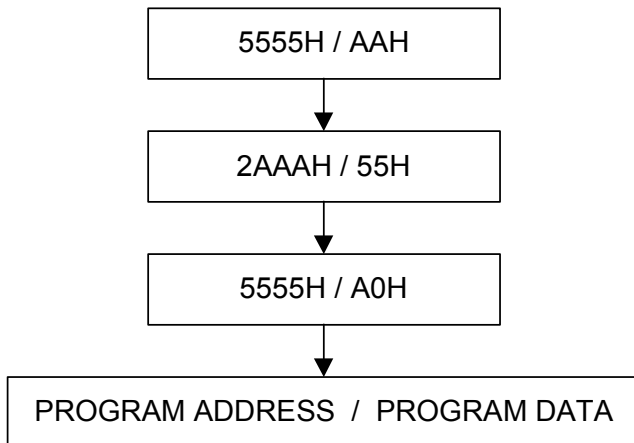 5555H / AAH
2AAAH / 55H
5555H / A0H
PROGRAM ADDRESS / PROGRAM DATA